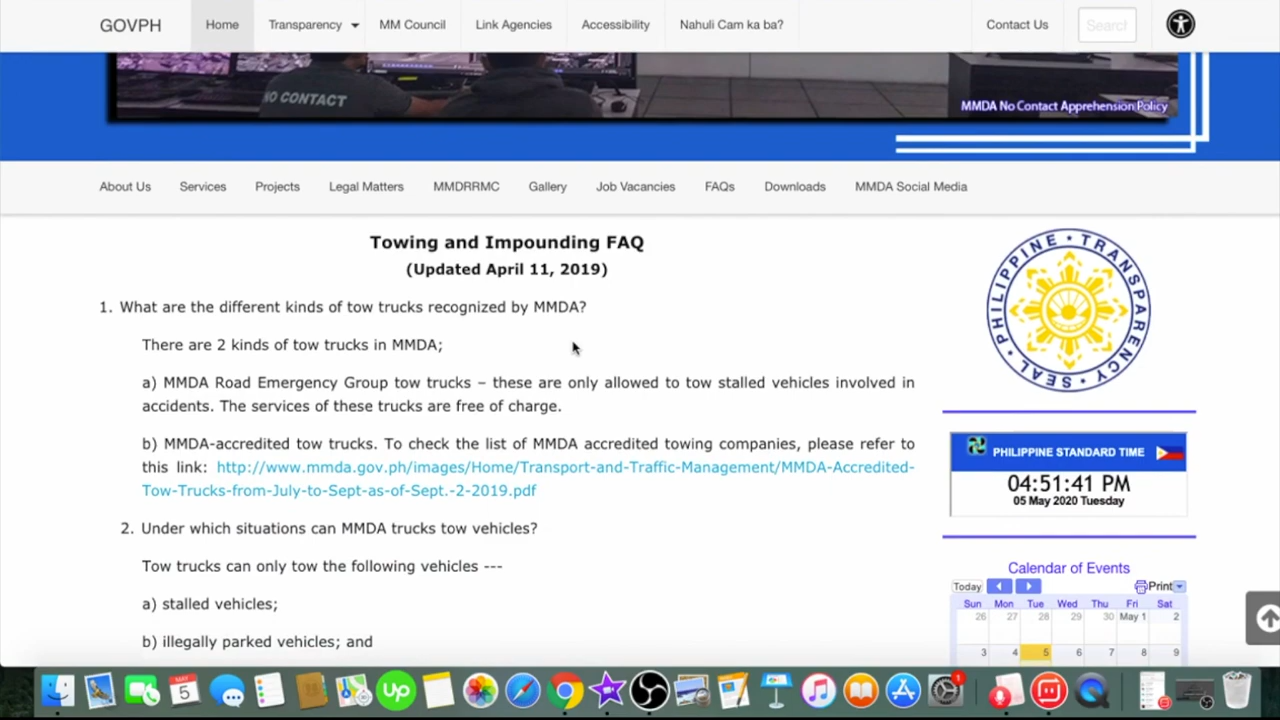 GOVPH Home Transparency MM Council Link Agencies Accessibility Nahuli Cam ka ba? Contact Us Search
NO CONTACT
MMDA No Contact Apprehension Policy
About Us Services Projects Legal Matters MMDRRMC Gallery Job Vacancies FAQs Downloads MMDA Social Media
Towing and Impounding FAQ
(Updated April 11, 2019)
1. What are the different kinds of tow trucks recognized by MMDA?
There are 2 kinds of tow trucks in MMDA;
a) MMDA Road Emergency Group tow trucks – these are only allowed to tow stalled vehicles involved in
accidents. The services of these trucks are free of charge.
b) MMDA-accredited tow trucks. To check the list of MMDA accredited towing companies, please refer to
this link: http://www.mmda.gov.ph/images/Home/Transport-and-Traffic-Management/MMDA-Accredited-
Tow-Trucks-from-July-to-Sept-as-of-Sept.-2-2019.pdf
2. Under which situations can MMDA trucks tow vehicles?
Tow trucks can only tow the following vehicles ---
a) stalled vehicles;
b) illegally parked vehicles; and
PHILIPPINE TRANSPARENCY SEAL
PHILIPPINE STANDARD TIME
04:51:41 PM
05 May 2020 Tuesday
Calendar of Events
Today Print
Sun Mon Tue Wed Thu Fri Sat
26 27 28 29 30 May 1 2
3 4 5 6 7 8 9
5 Up 1